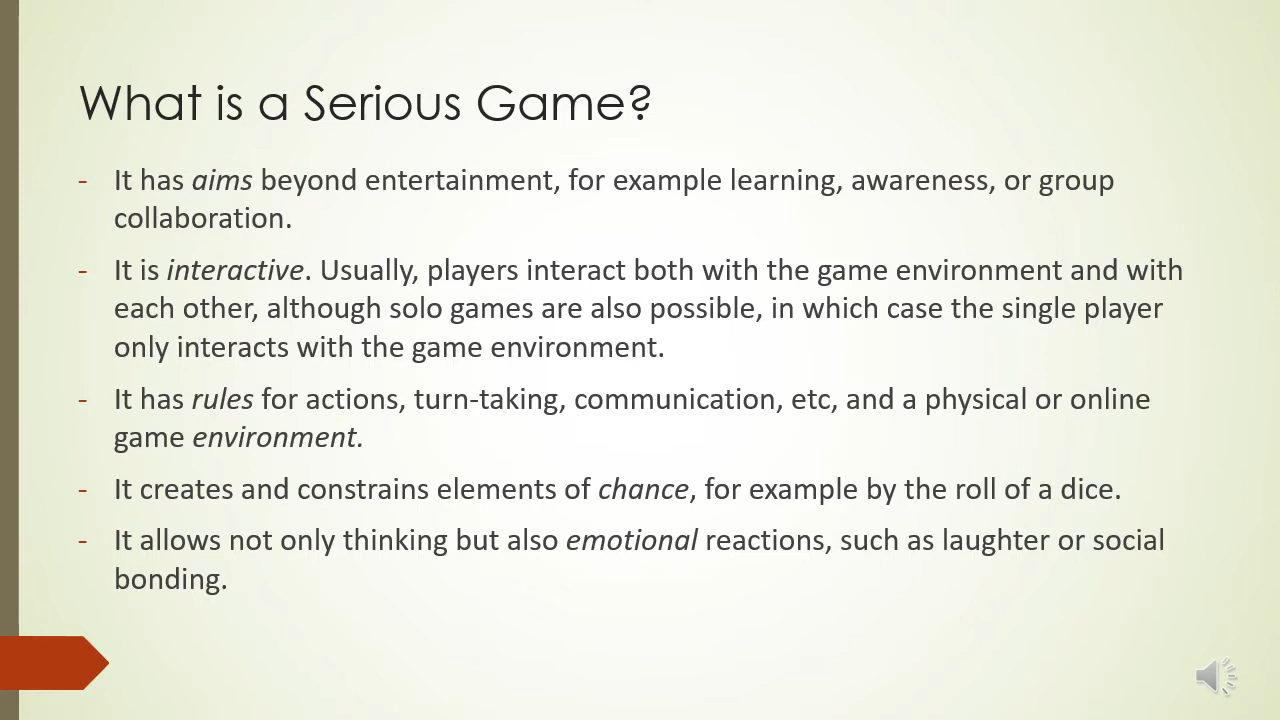 What is a Serious Game?
- It has aims beyond entertainment, for example learning, awareness, or group
collaboration.
- It is interactive. Usually, players interact both with the game environment and with
each other, although solo games are also possible, in which case the single player
only interacts with the game environment.
- It has rules for actions, turn-taking, communication, etc, and a physical or online
game environment.
- It creates and constrains elements of chance, for example by the roll of a dice.
- It allows not only thinking but also emotional reactions, such as laughter or social
bonding.